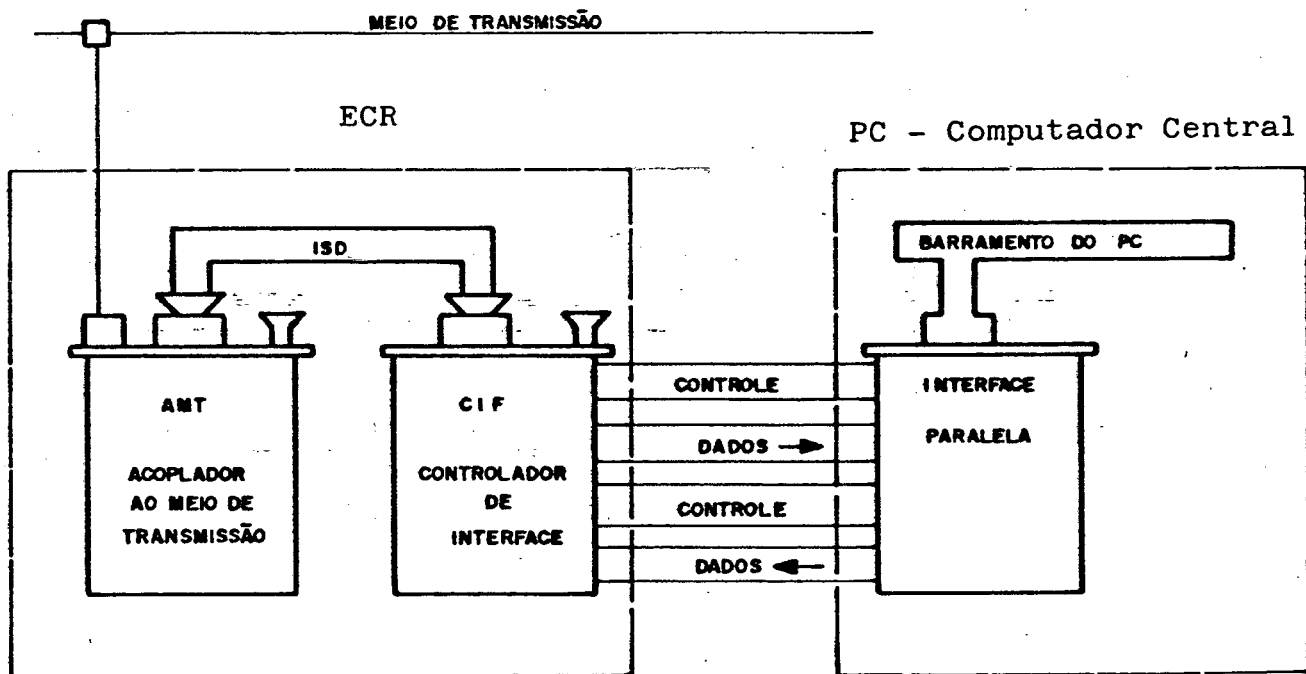 MEIO DE TRANSMISSÃO
ECR
PC - Computador Central
ISD
BARRAMENTO DO PC
AMT
ACOPLADOR
AO MEIO DE
TRANSMISSÃO
CIF
CONTROLADOR
DE
INTERFACE
CONTROLE
DADOS →
CONTROLE
DADOS ←
INTERFACE
PARALELA